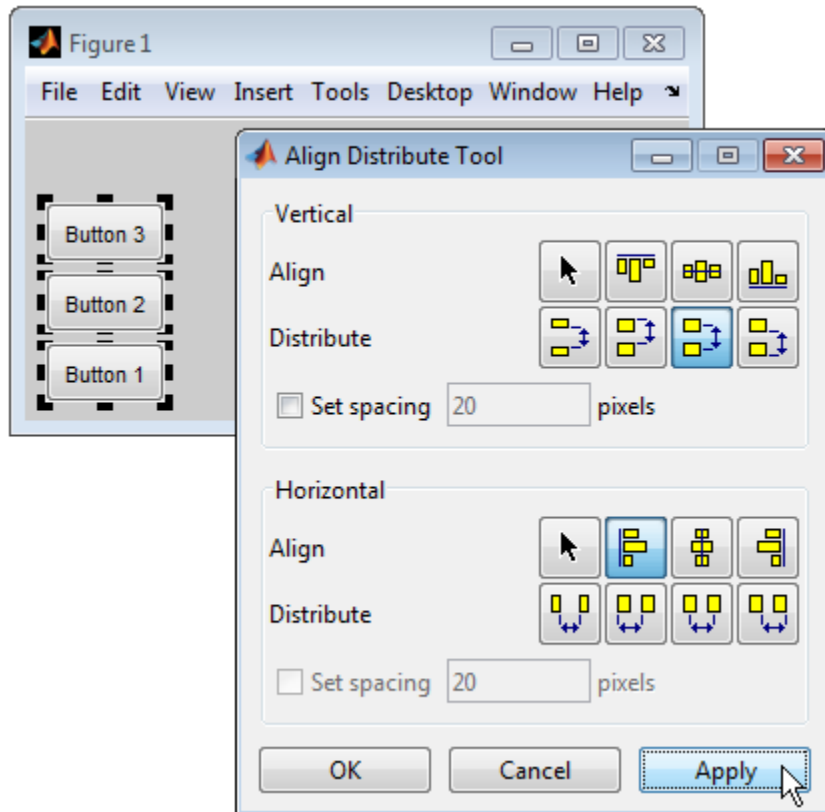 Figure 1
File Edit View Insert Tools Desktop Window Help
Align Distribute Tool
Button 3
Button 2
Button 1
Vertical
Align
Distribute
Set spacing 20 pixels
Horizontal
Align
Distribute
Set spacing 20 pixels
OK Cancel Apply